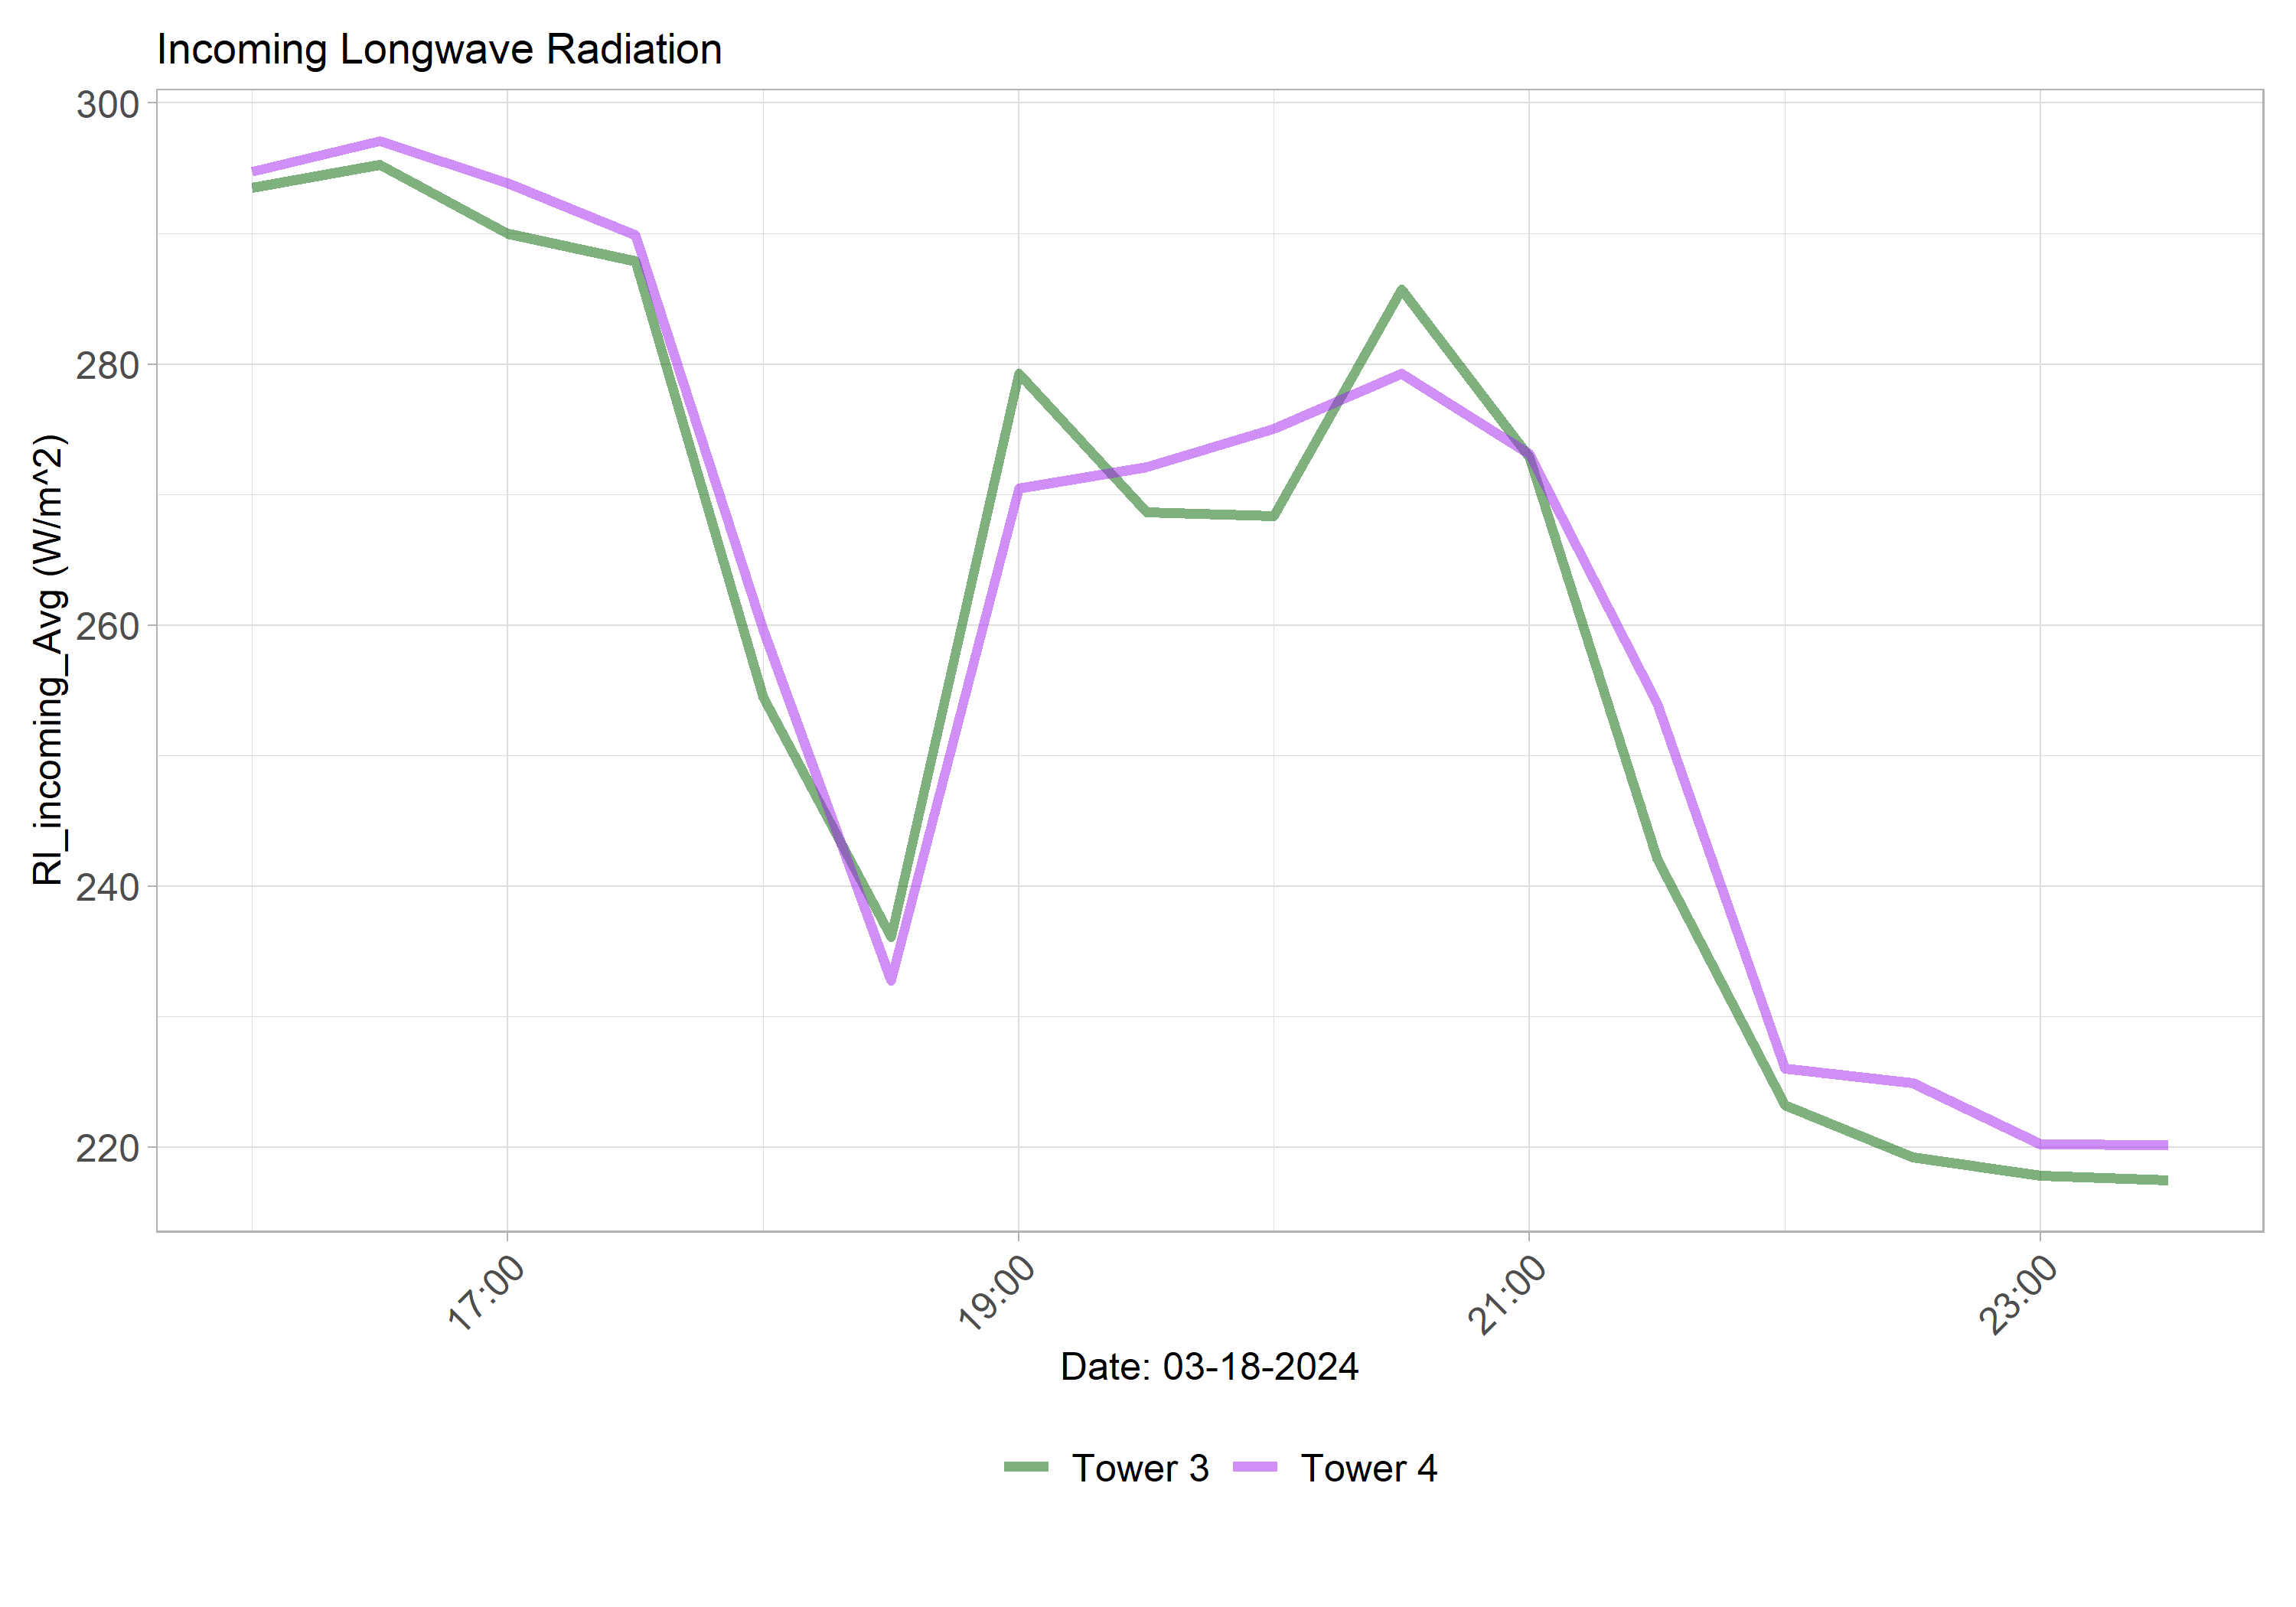 Incoming Longwave Radiation
Rl_incoming_Avg (W/m^2)
300
280
260
240
220
17:00
19:00
21:00
23:00
Date: 03-18-2024
Tower 3
Tower 4